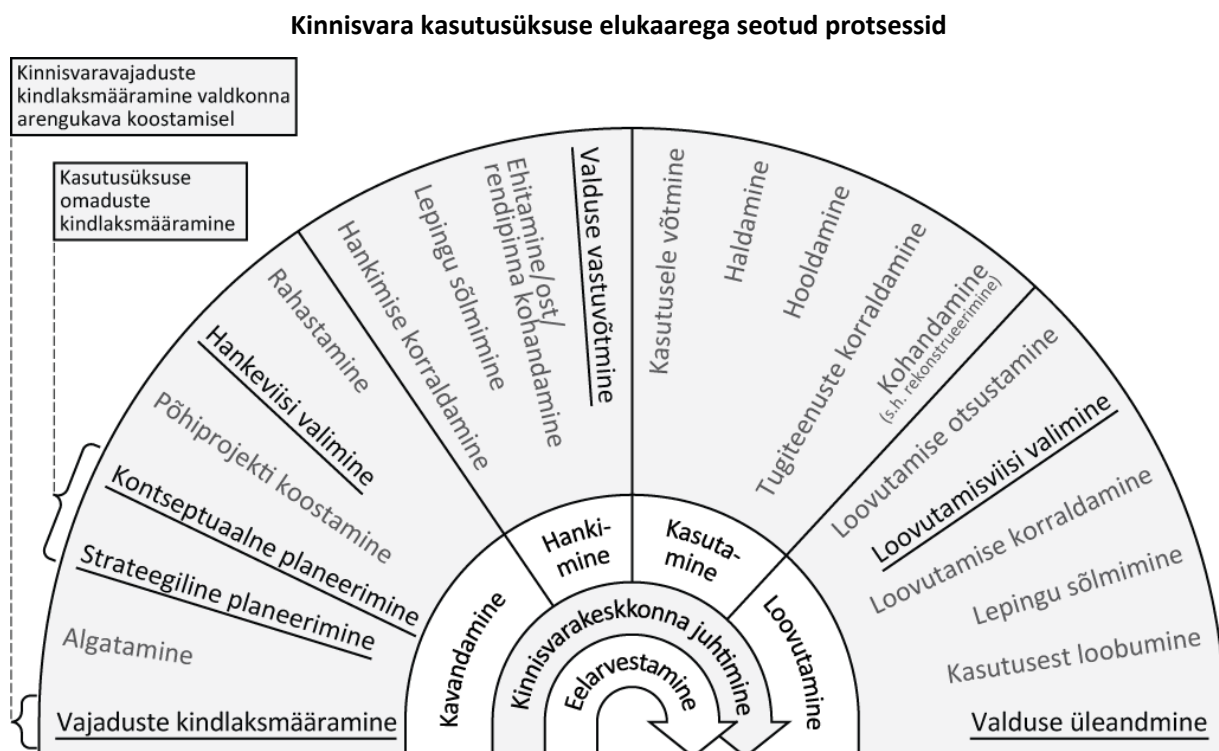 Kinnisvara kasutusüksuse elukaarega seotud protsessid
Kinnisvaravajaduste
kindlaksmääramine valdkonna
arengukava koostamisel
Kasutusüksuse
omaduste
kindlaksmääramine
Vajaduste kindlaksmääramine
Algatamine
Strateegiline planeerimine
Kontseptuaalne planeerimine
Põhiprojekti koostamine
Hankeviisi valimine
Rahastamine
Hankimise korraldamine
Lepingu sõlmimine
Ehitamine/ost/
rendipinna kohandamine
Valduse vastuvõtmine
Kasutusele võtmine
Haldamine
Hooldamine
Tugiteenuste korraldamine
Kohandamine
(s.h. rekonstrueerimine)
Loovutamise otsustamine
Loovutamisviisi valimine
Loovutamise korraldamine
Lepingu sõlmimine
Kasutusest loobumine
Valduse üleandmine
Kavandamine
Hanki-
mine
Kasuta-
mine
Loovutamine
Kinnisvarakeskkonna juhtimine
Eelarvestamine